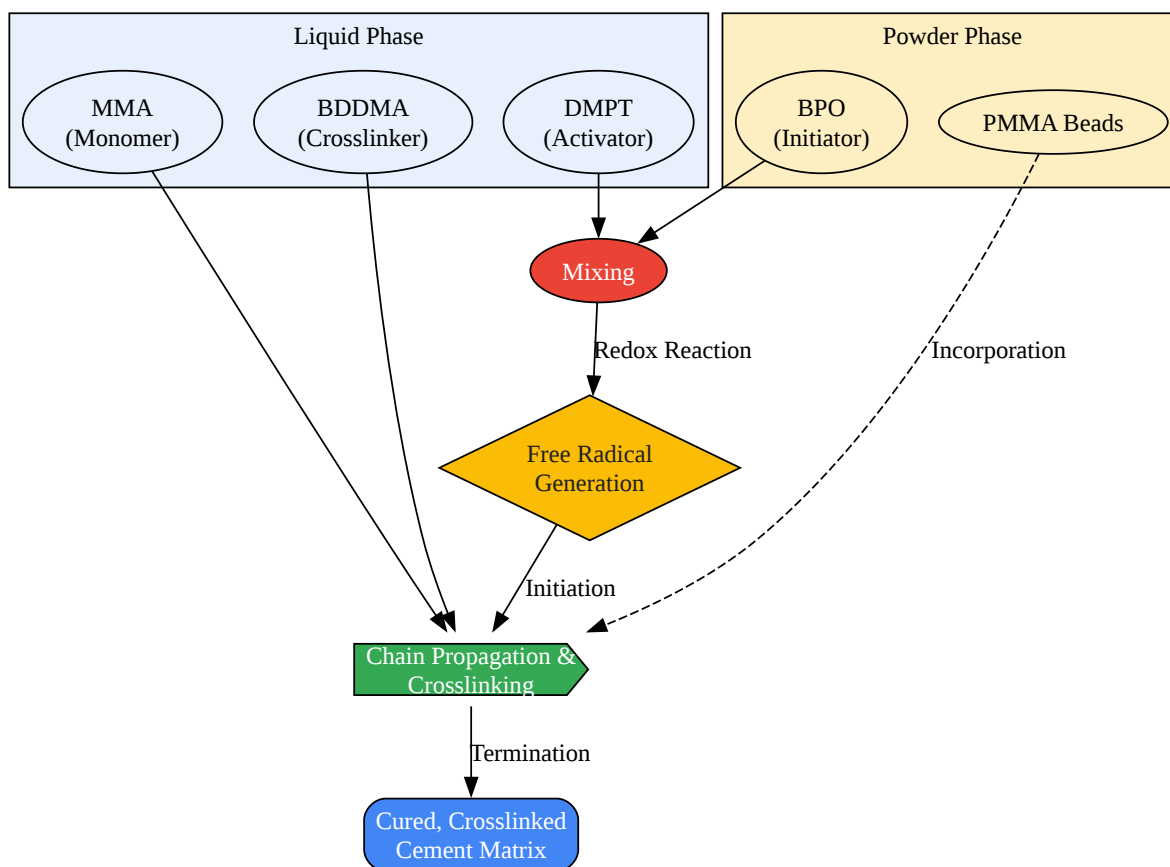 Liquid Phase
Powder Phase
MMA
(Monomer)
BDDMA
(Crosslinker)
DMPT
(Activator)
BPO
(Initiator)
PMMA Beads
Mixing
Redox Reaction
Incorporation
Free Radical
Generation
Initiation
Chain Propagation &
Crosslinking
Termination
Cured, Crosslinked
Cement Matrix